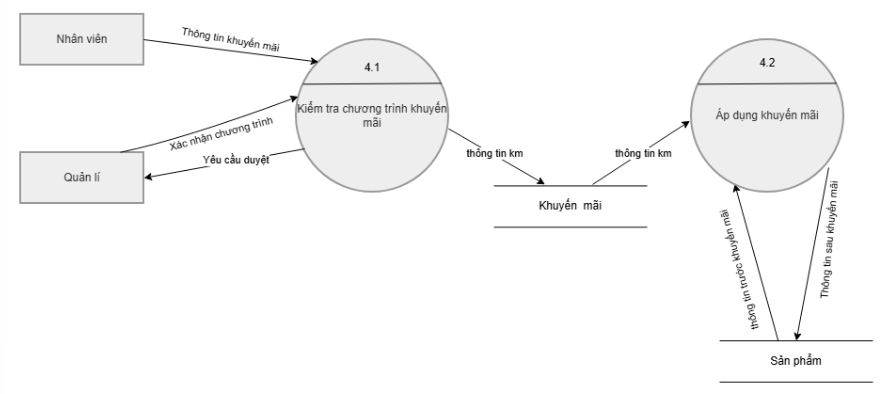 Nhân viên
Thông tin khuyến mãi
4.1
Kiểm tra chương trình khuyến
mãi
Xác nhận chương trình
Yêu cầu duyệt
Quản lí
thông tin km
Khuyến mãi
thông tin km
4.2
Áp dụng khuyến mãi
thông tin trước khuyến mãi
Thông tin sau khuyến mãi
Sản phẩm